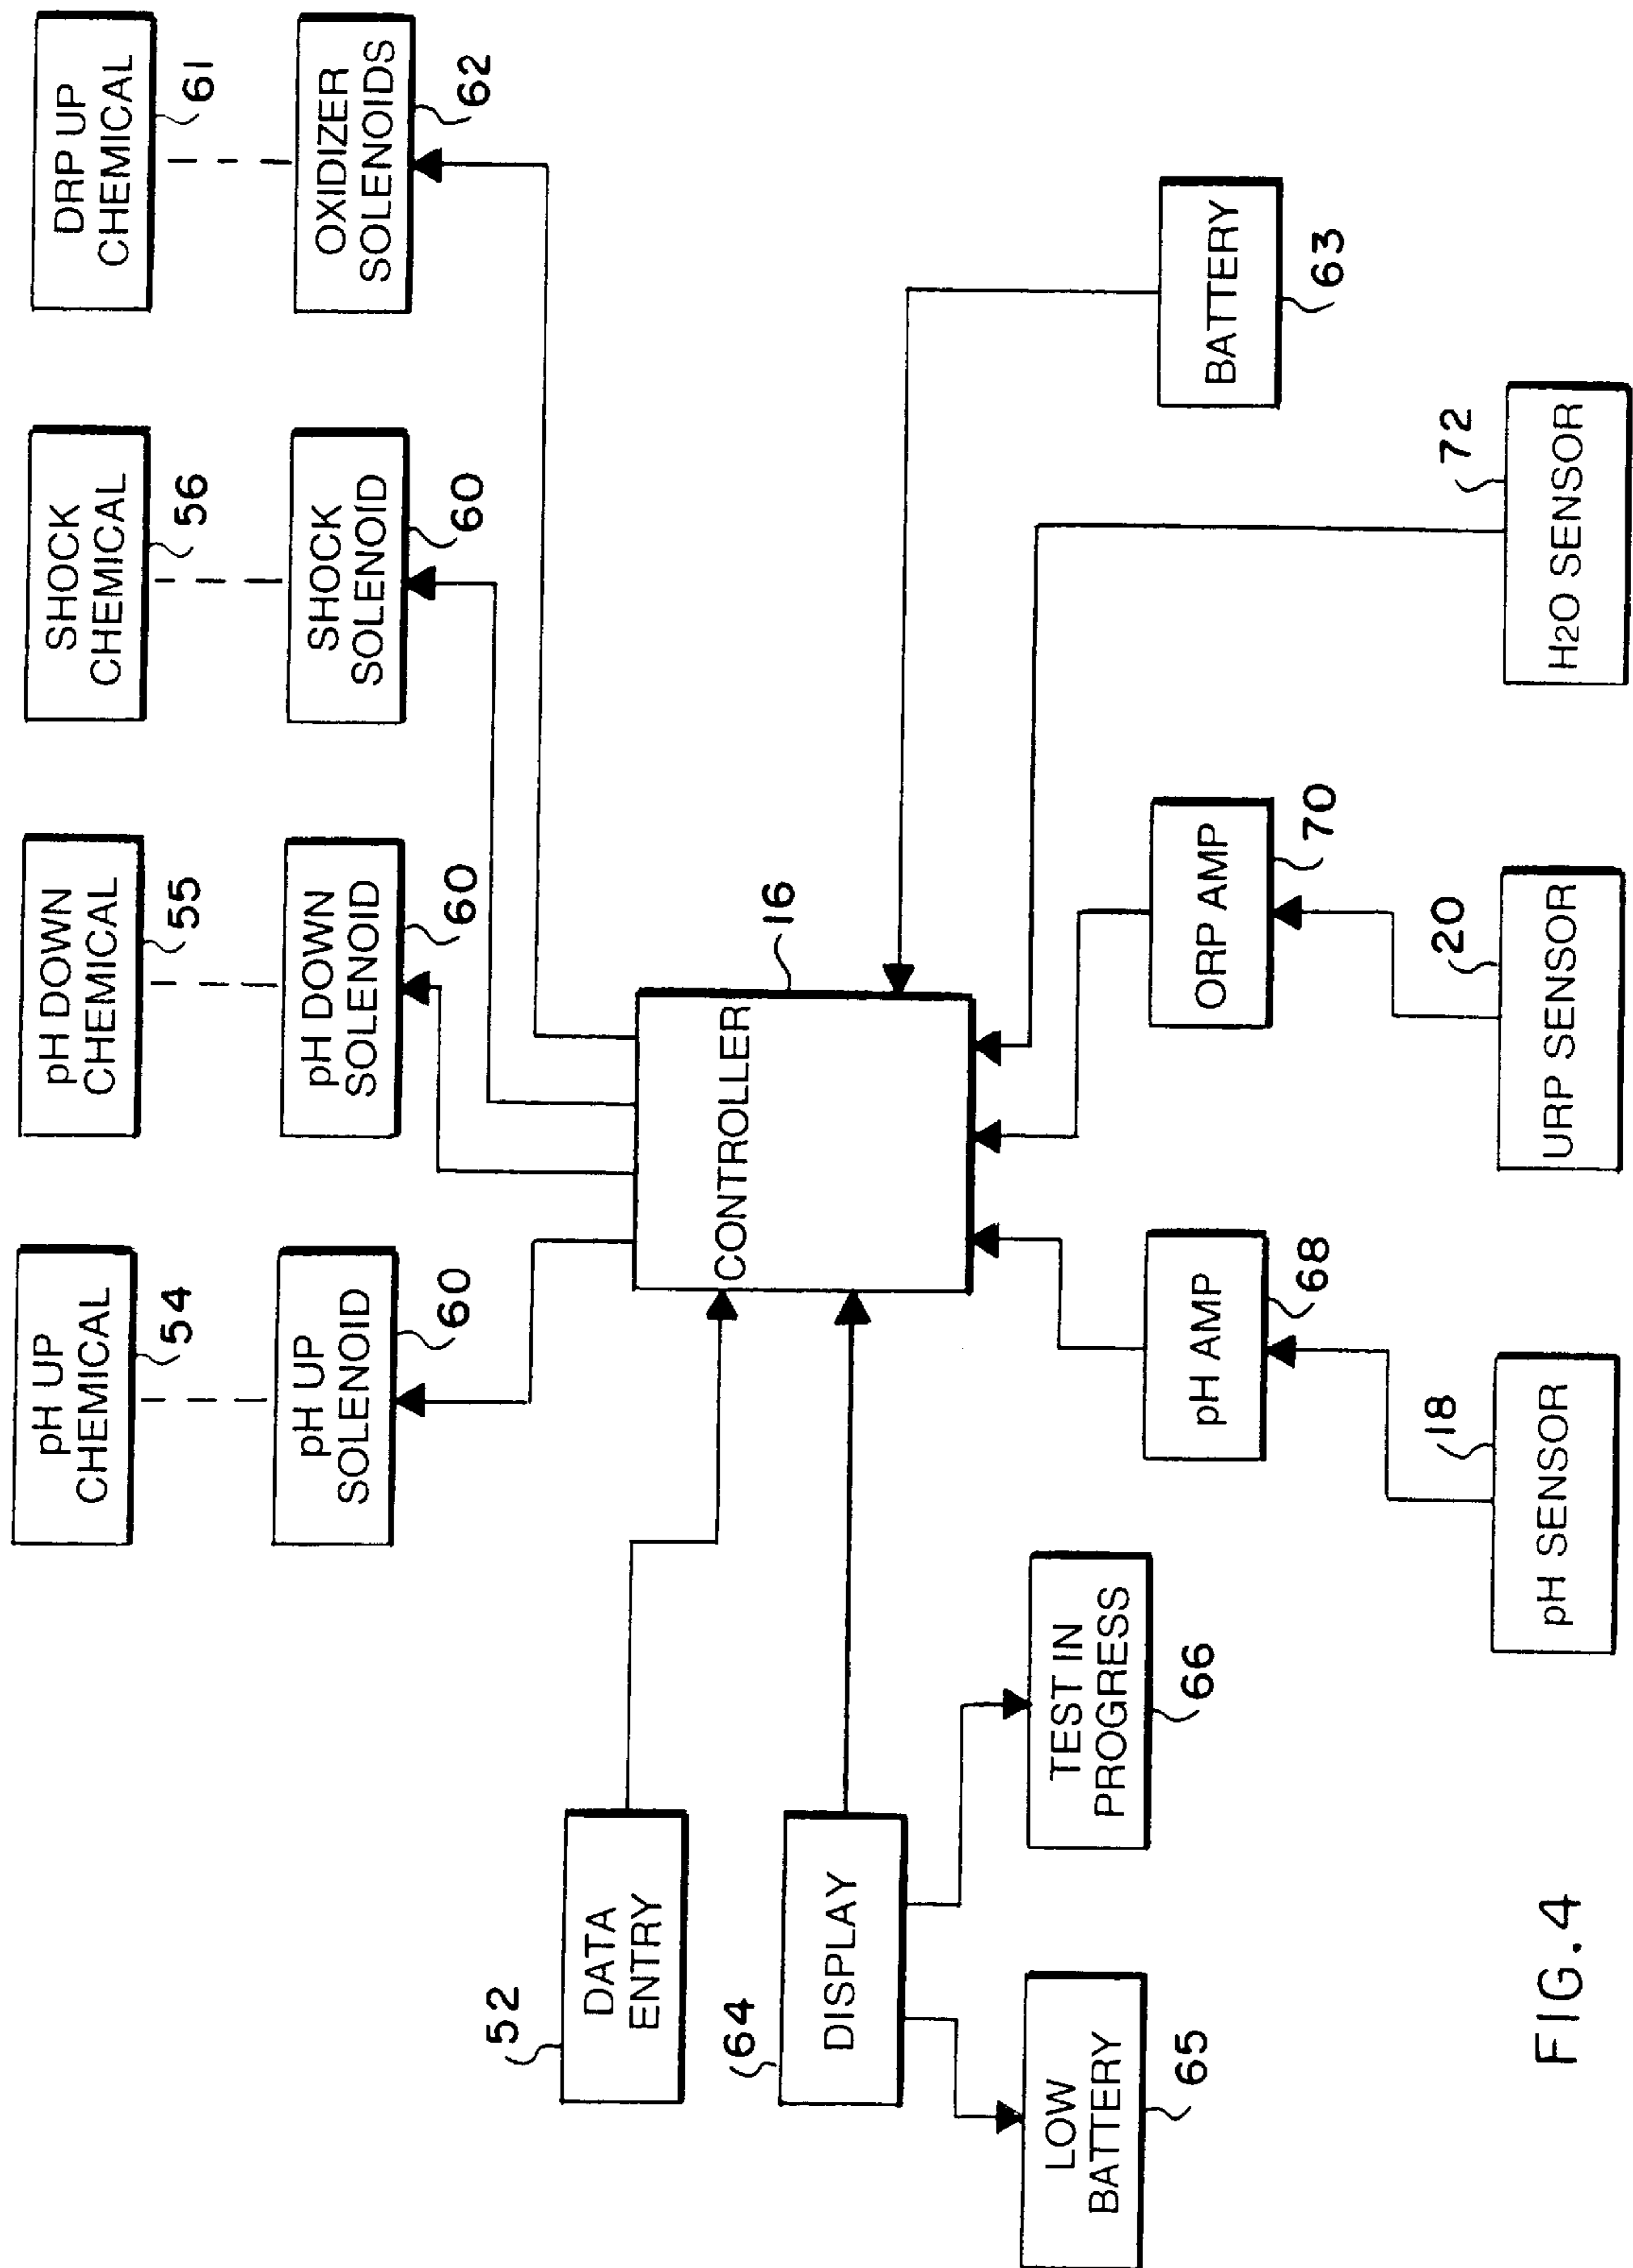 pH UP
CHEMICAL
54
pH DOWN
CHEMICAL
55
SHOCK
CHEMICAL
56
DRP UP
CHEMICAL
61
pH UP
SOLENOID
60
pH DOWN
SOLENOID
60
SHOCK
SOLENOID
60
OXIDIZER
SOLENOIDS
62
52
DATA
ENTRY
CONTROLLER
16
64
DISPLAY
LOW
BATTERY
65
TEST IN
PROGRESS
66
pH AMP
68
ORP AMP
70
BATTERY
63
18
pH SENSOR
20
URP SENSOR
72
H2O SENSOR
FIG.4